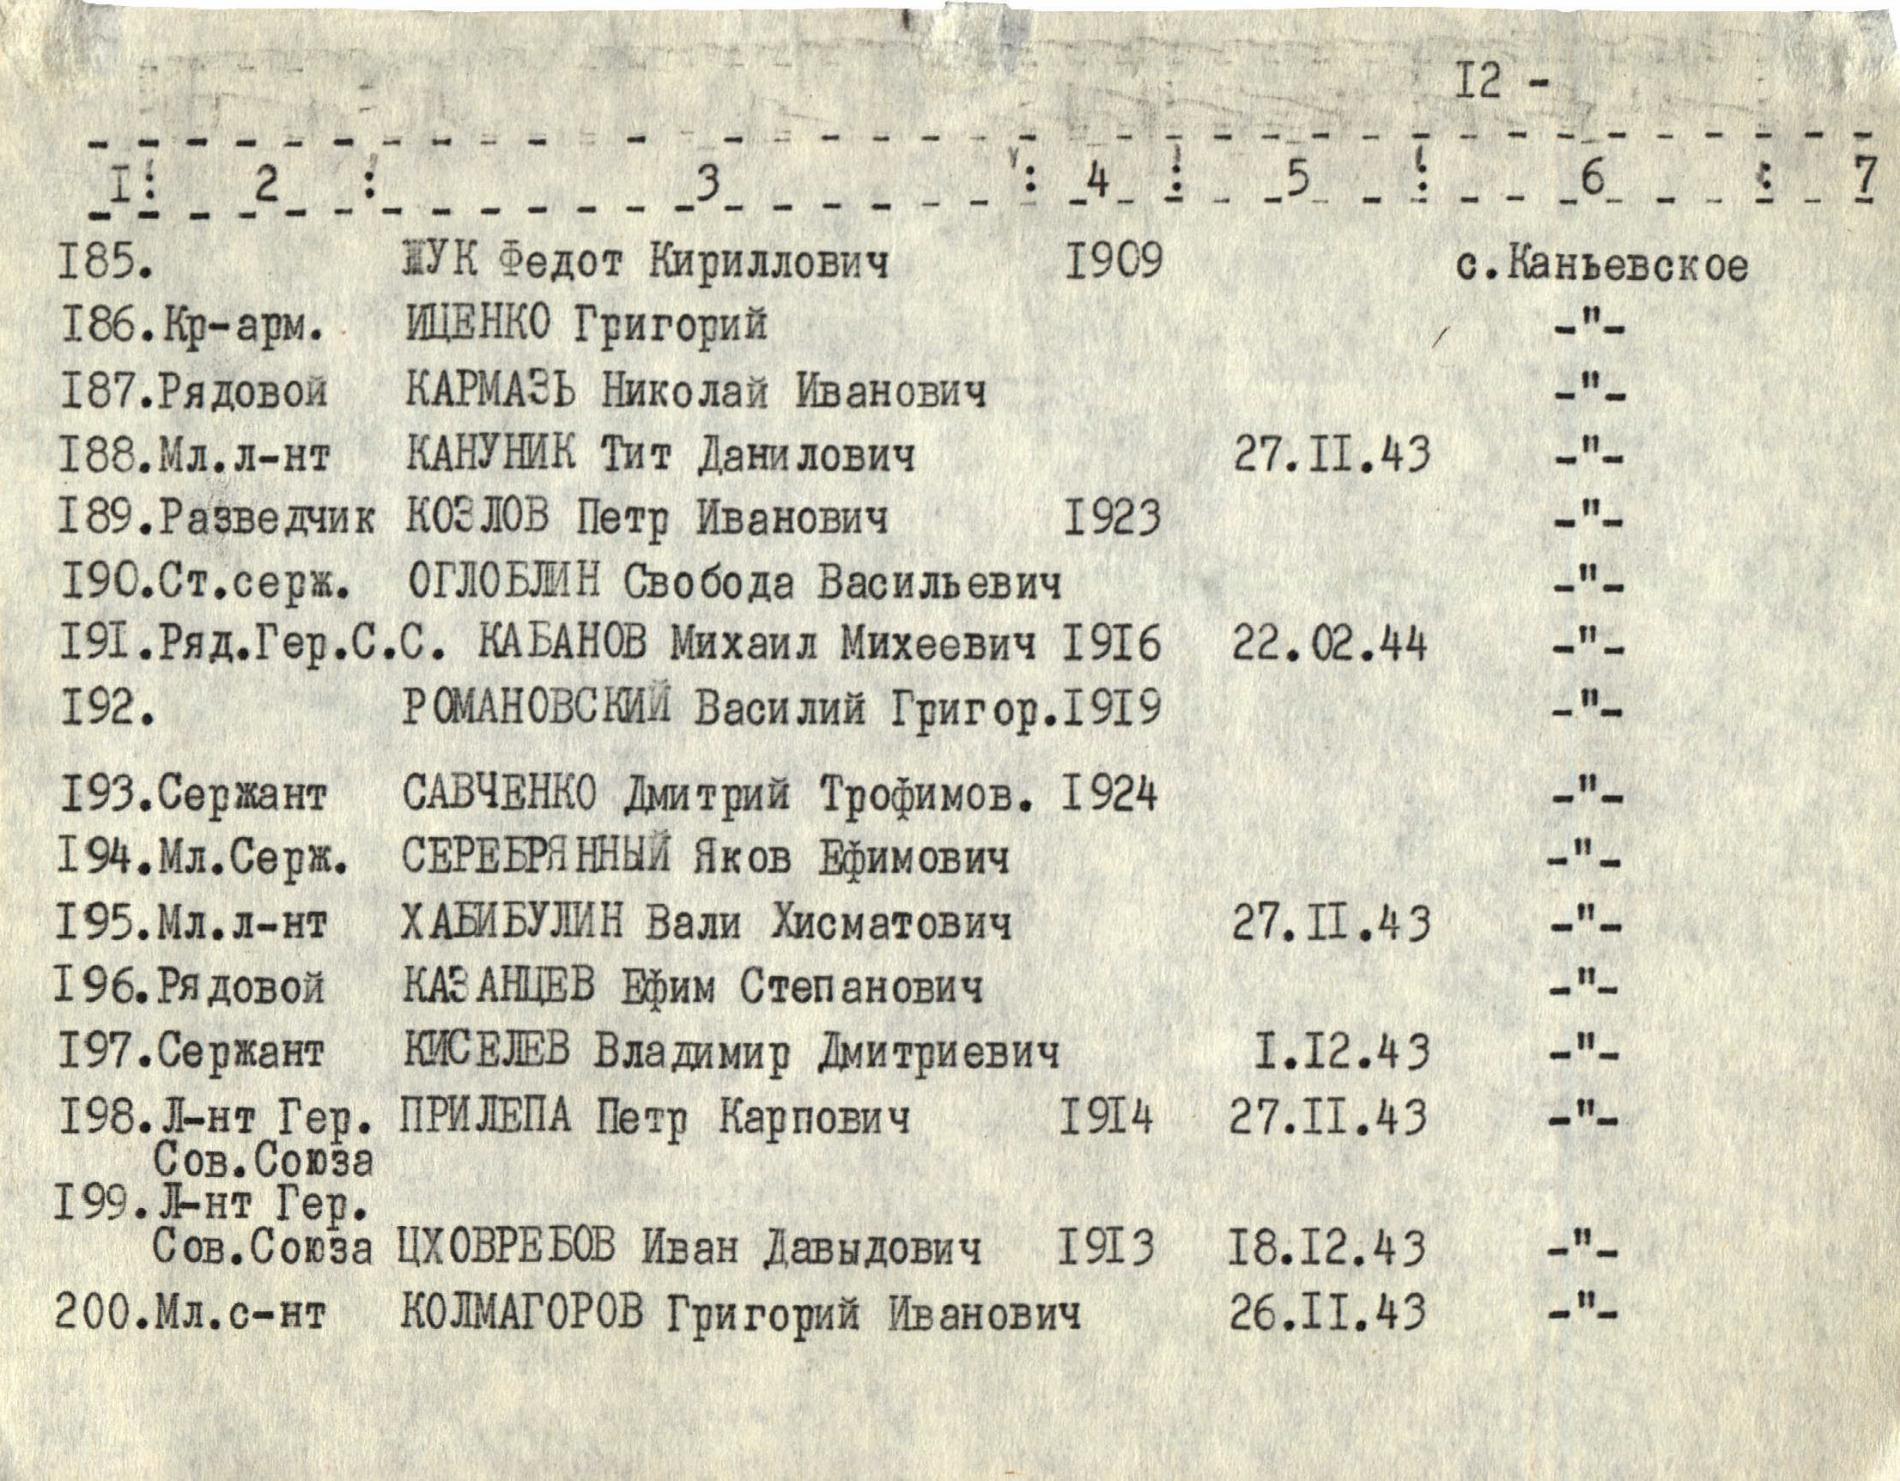 I2 -
I : 2 : 3 : 4 : 5 : 6 : 7
I85. ЖУК Федот Кириллович I909 с.Каньевское
I86.Кр-арм. ИЦЕНКО Григорий -"-
I87.Рядовой КАРМАЗЬ Николай Иванович -"-
I88.Мл.л-нт КАНУНИК Тит Данилович 27.II.43 -"-
I89.Разведчик КОЗЛОВ Петр Иванович I923 -"-
I90.Ст.серж. ОГЛОБЛИН Свобода Васильевич -"-
I9I.Ряд.Гер.С.С. КАБАНОВ Михаил Михеевич I9I6 22.02.44 -"-
I92. РОМАНОВСКИЙ Василий Григор.I9I9 -"-
I93.Сержант САВЧЕНКО Дмитрий Трофимов. I924 -"-
I94.Мл.Серж. СЕРЕБРЯННЫЙ Яков Ефимович -"-
I95.Мл.л-нт ХАБИБУЛИН Вали Хисматович 27.II.43 -"-
I96.Рядовой КАЗАНЦЕВ Ефим Степанович -"-
I97.Сержант КИСЕЛЕВ Владимир Дмитриевич I.I2.43 -"-
I98.Л-нт Гер. ПРИЛЕПА Петр Карпович I9I4 27.II.43 -"-
Сов.Союза
I99.Л-нт Гер.
Сов.Союза ЦХОВРЕБОВ Иван Давыдович I9I3 I8.I2.43 -"-
200.Мл.с-нт КОЛМАГОРОВ Григорий Иванович 26.II.43 -"-